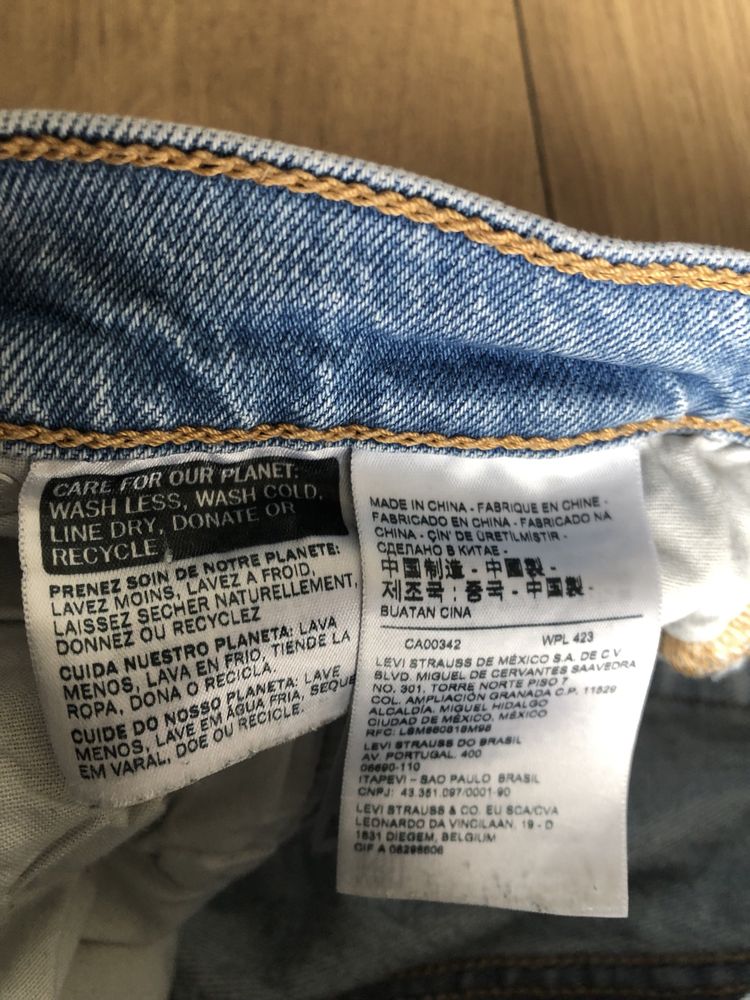 CARE FOR OUR PLANET:
WASH LESS, WASH COLD,
LINE DRY, DONATE OR
RECYCLE
PRENEZ SOIN DE NOTRE PLANETE:
LAVEZ MOINS, LAVEZ A FROID,
LAISSEZ SECHER NATURELLEMENT,
DONNEZ OU RECYCLEZ
CUIDA NUESTRO PLANETA: LAVA
MENOS, LAVA EN FRIO, TIENDE LA
ROPA, DONA O RECICLA.
CUIDE DO NOSSO PLANETA: LAVE
MENOS, LAVE EM ÁGUA FRIA, SEQUE
EM VARAL, DOE OU RECICLE.
MADE IN CHINA - FABRIQUE EN CHINE -
FABRICADO EN CHINA - FABRICADO NA
CHINA - ÇIN' DE ÜRETILMISTIR -
СДЕЛАНО В КИТАЕ -
中国制造 - 中國製 -
제조국: 중국 - 中国製 -
BUATAN CINA
CA00342 WPL 423
LEVI STRAUSS DE MÉXICO S.A. DE C.V
BLVD. MIGUEL DE CERVANTES SAAVEDRA
NO. 301. TORRE NORTE PISO 7
COL. AMPLIACIÓN GRANADA C.P. 11529
ALCALDÍA. MIGUEL HIDALGO
CIUDAD DE MÉXICO, MÉXICO
RFC:
LEVI STRAUSS DO BRASIL
AV. PORTUGAL. 400
06690-110
ITAPEVI - SAO PAULO BRASIL
CNPJ: 43.351.097/0001-90
LEVI STRAUSS & CO. EU SCA/CVA
LEONARDO DA VINCILAAN. 19 - D
1831 DIEGEM, BELGIUM
CIF A